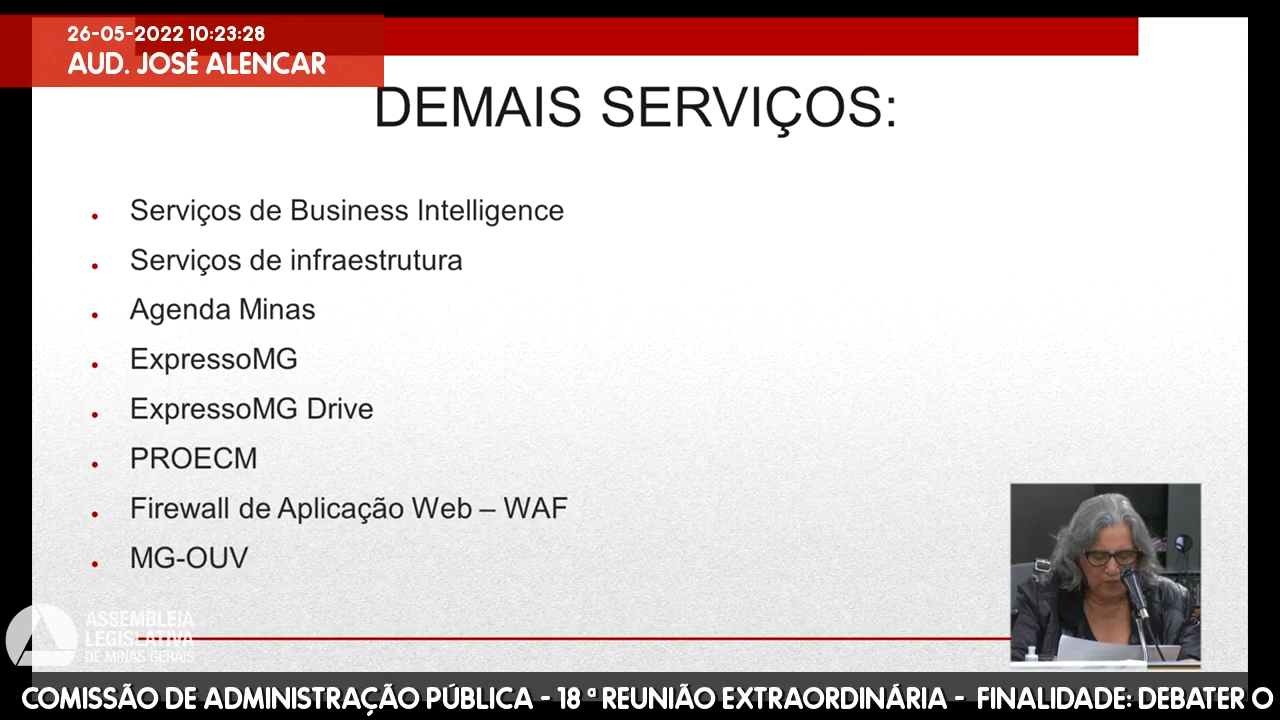 26-05-2022 10:23:28
AUD. JOSÉ ALENCAR
DEMAIS SERVIÇOS:
Serviços de Business Intelligence
Serviços de infraestrutura
Agenda Minas
ExpressoMG
ExpressoMG Drive
PROECM
Firewall de Aplicação Web – WAF
MG-OUV
ASSEMBLEIA
LEGISLATIVA
DE MINAS GERAIS
COMISSÃO DE ADMINISTRAÇÃO PÚBLICA - 18 ª REUNIÃO EXTRAORDINÁRIA - FINALIDADE: DEBATER O